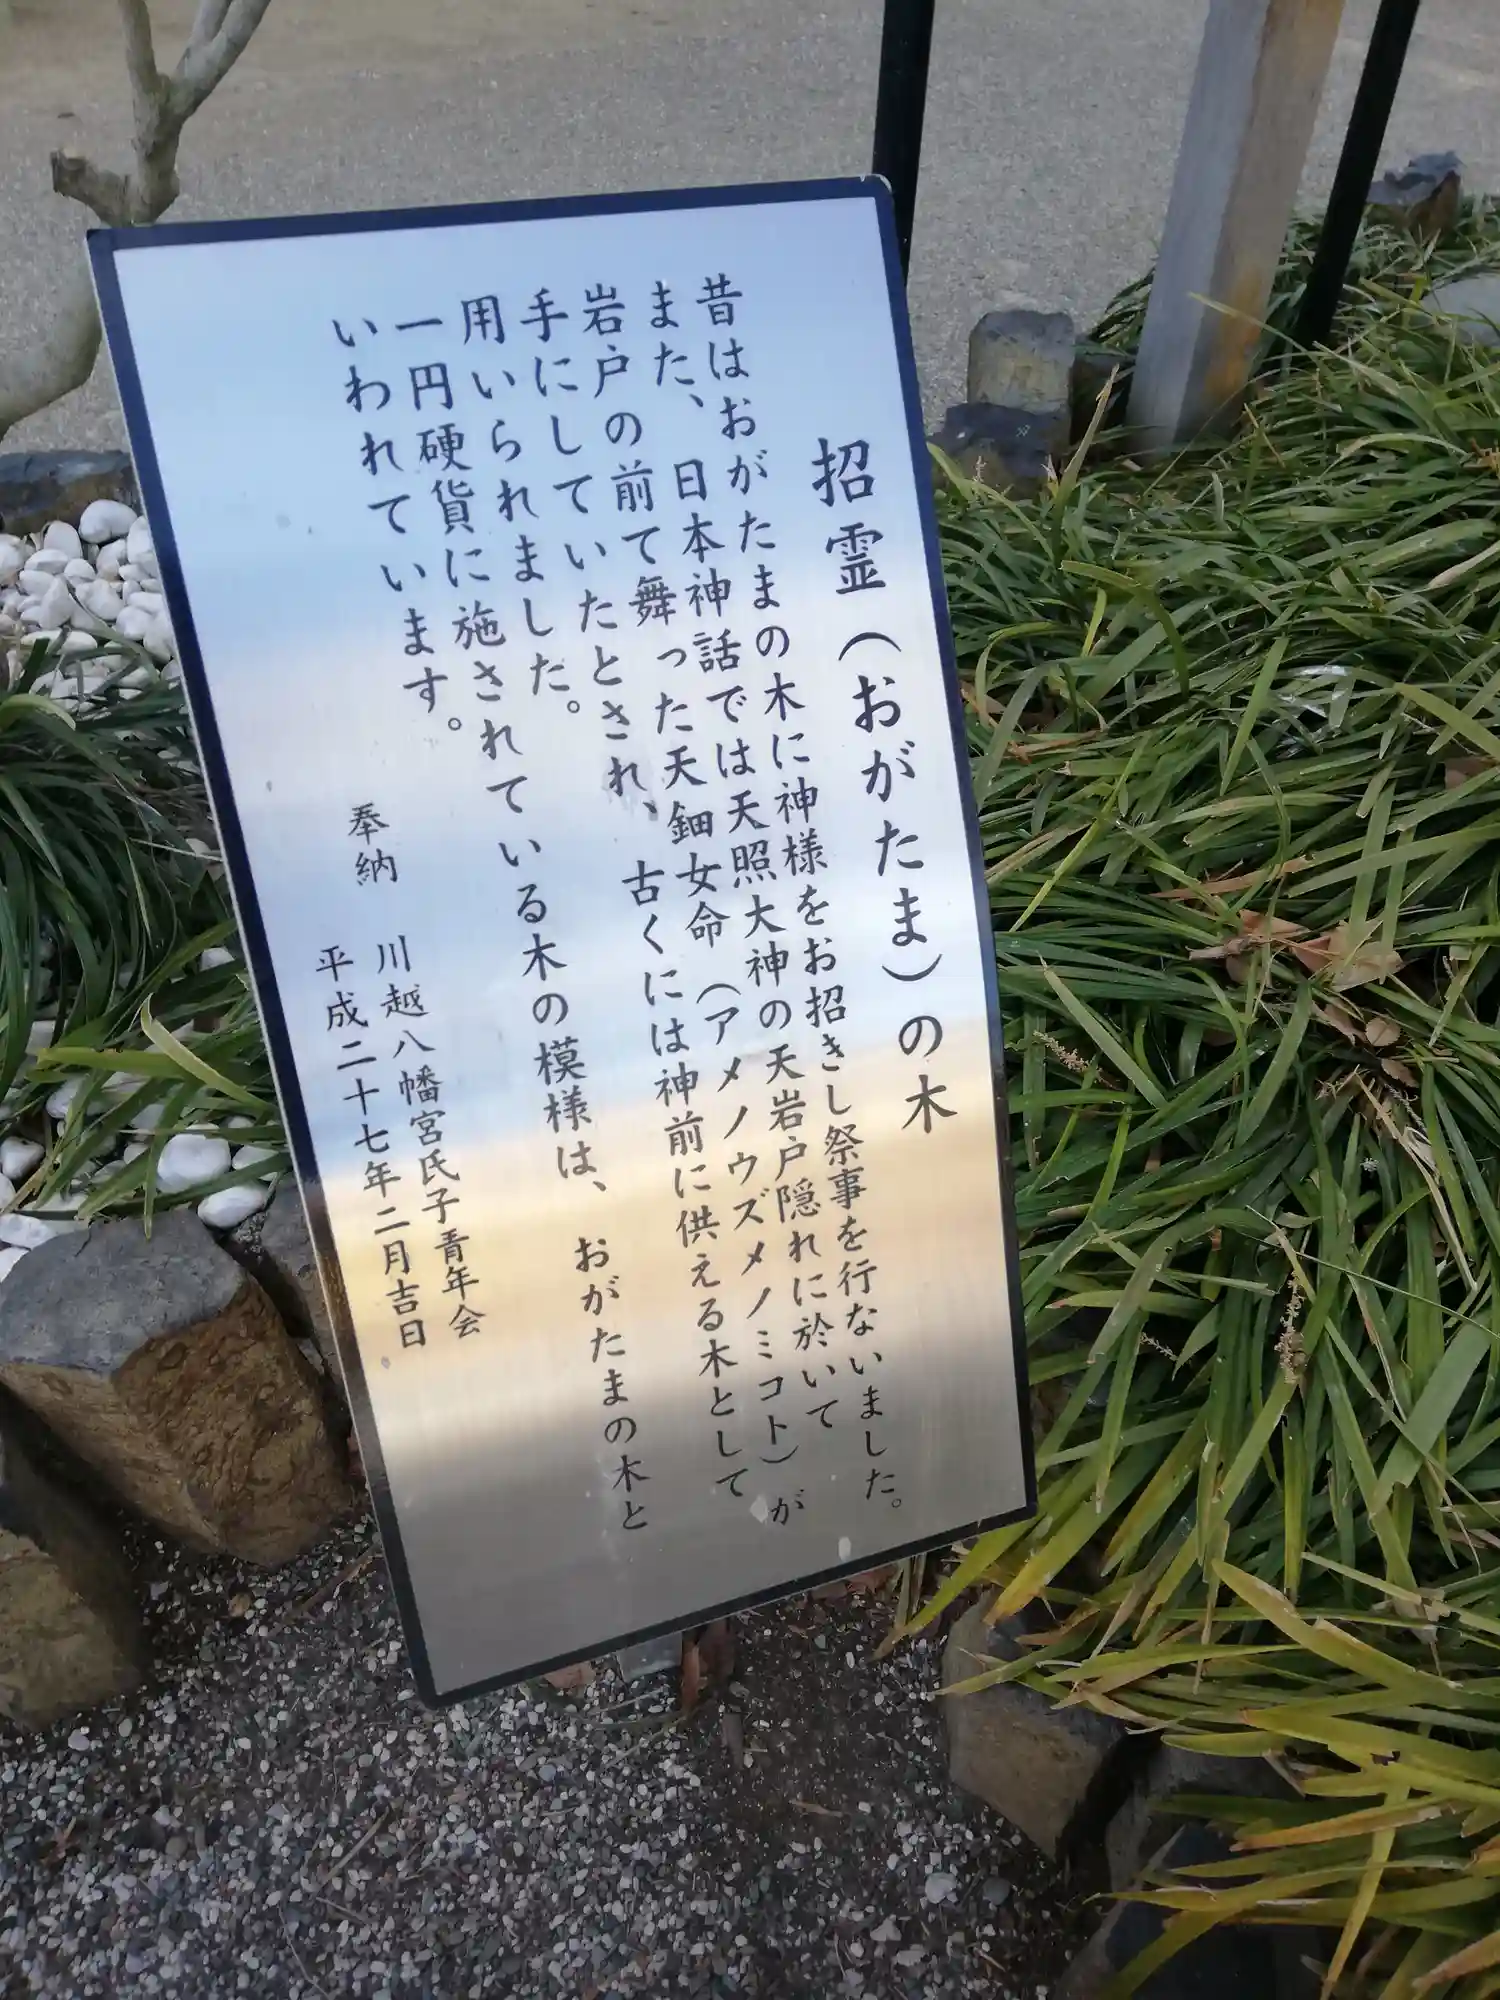 招霊（おがたま）の木
昔はおがたまの木に神様をお招きし祭事を行ないました。
また、日本神話では天照大神の天岩戸隠れに於いて
岩戸の前て舞った天鈿女命（アメノウズメノミコト）が
手にしていたとされ、古くには神前に供える木として
用いられました。
一円硬貨に施されている木の模様は、おがたまの木と
いわれています。
奉納 川越八幡宮氏子青年会
平成二十七年二月吉日